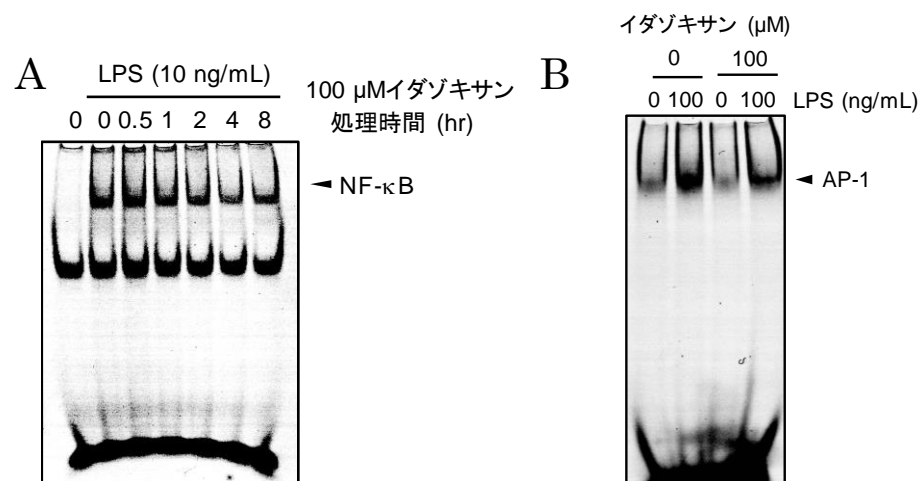 A
LPS (10 ng/mL)
100 µMイダゾキサン
処理時間 (hr)
0 0 0.5 1 2 4 8
◄ NF-κB
B
イダゾキサン (µM)
0 100
0 100 0 100 LPS (ng/mL)
◄ AP-1